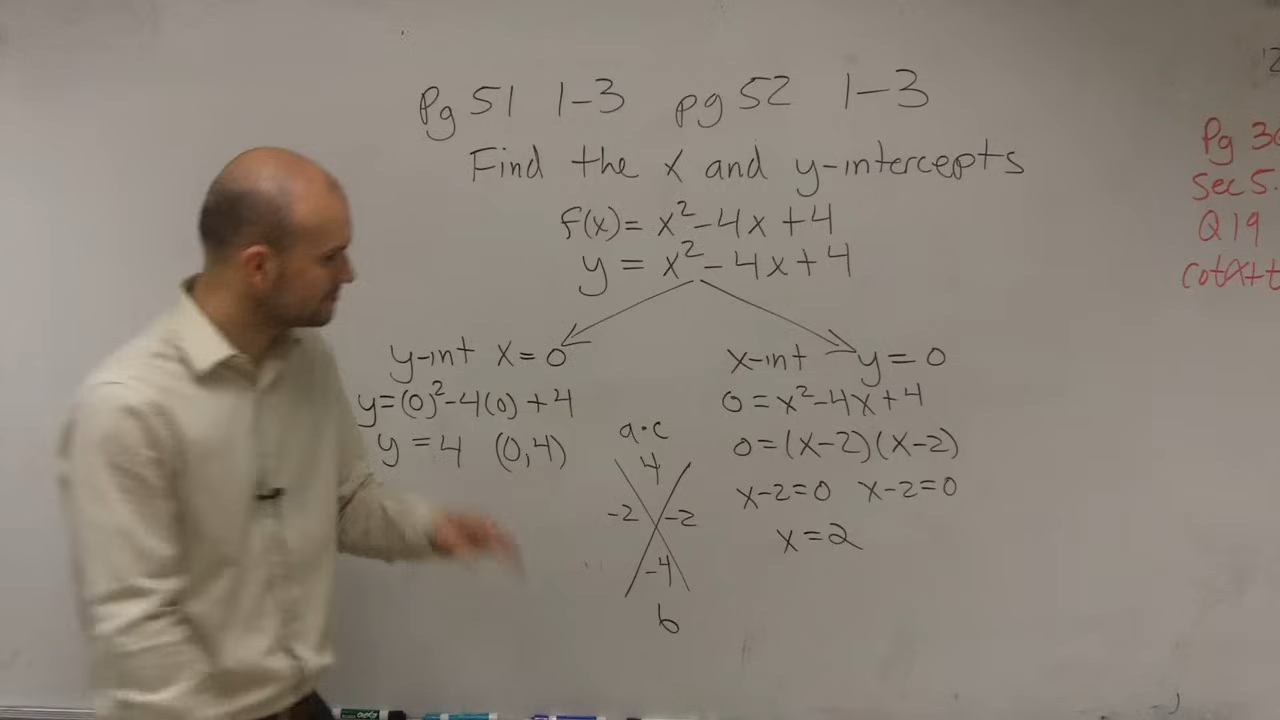 Pg 51 1-3 pg 52 1-3
Find the x and y-intercepts
f(x)= x²-4x+4
y = x²-4x+4
y-int x=0
y=(0)²-4(0)+4
y=4 (0,4)
a·c
4
-2 -2
-4
b
x-int y=0
0=x²-4x+4
0=(x-2)(x-2)
x-2=0 x-2=0
x=2
Pg
Sec 5.
Q 19
cotx+t